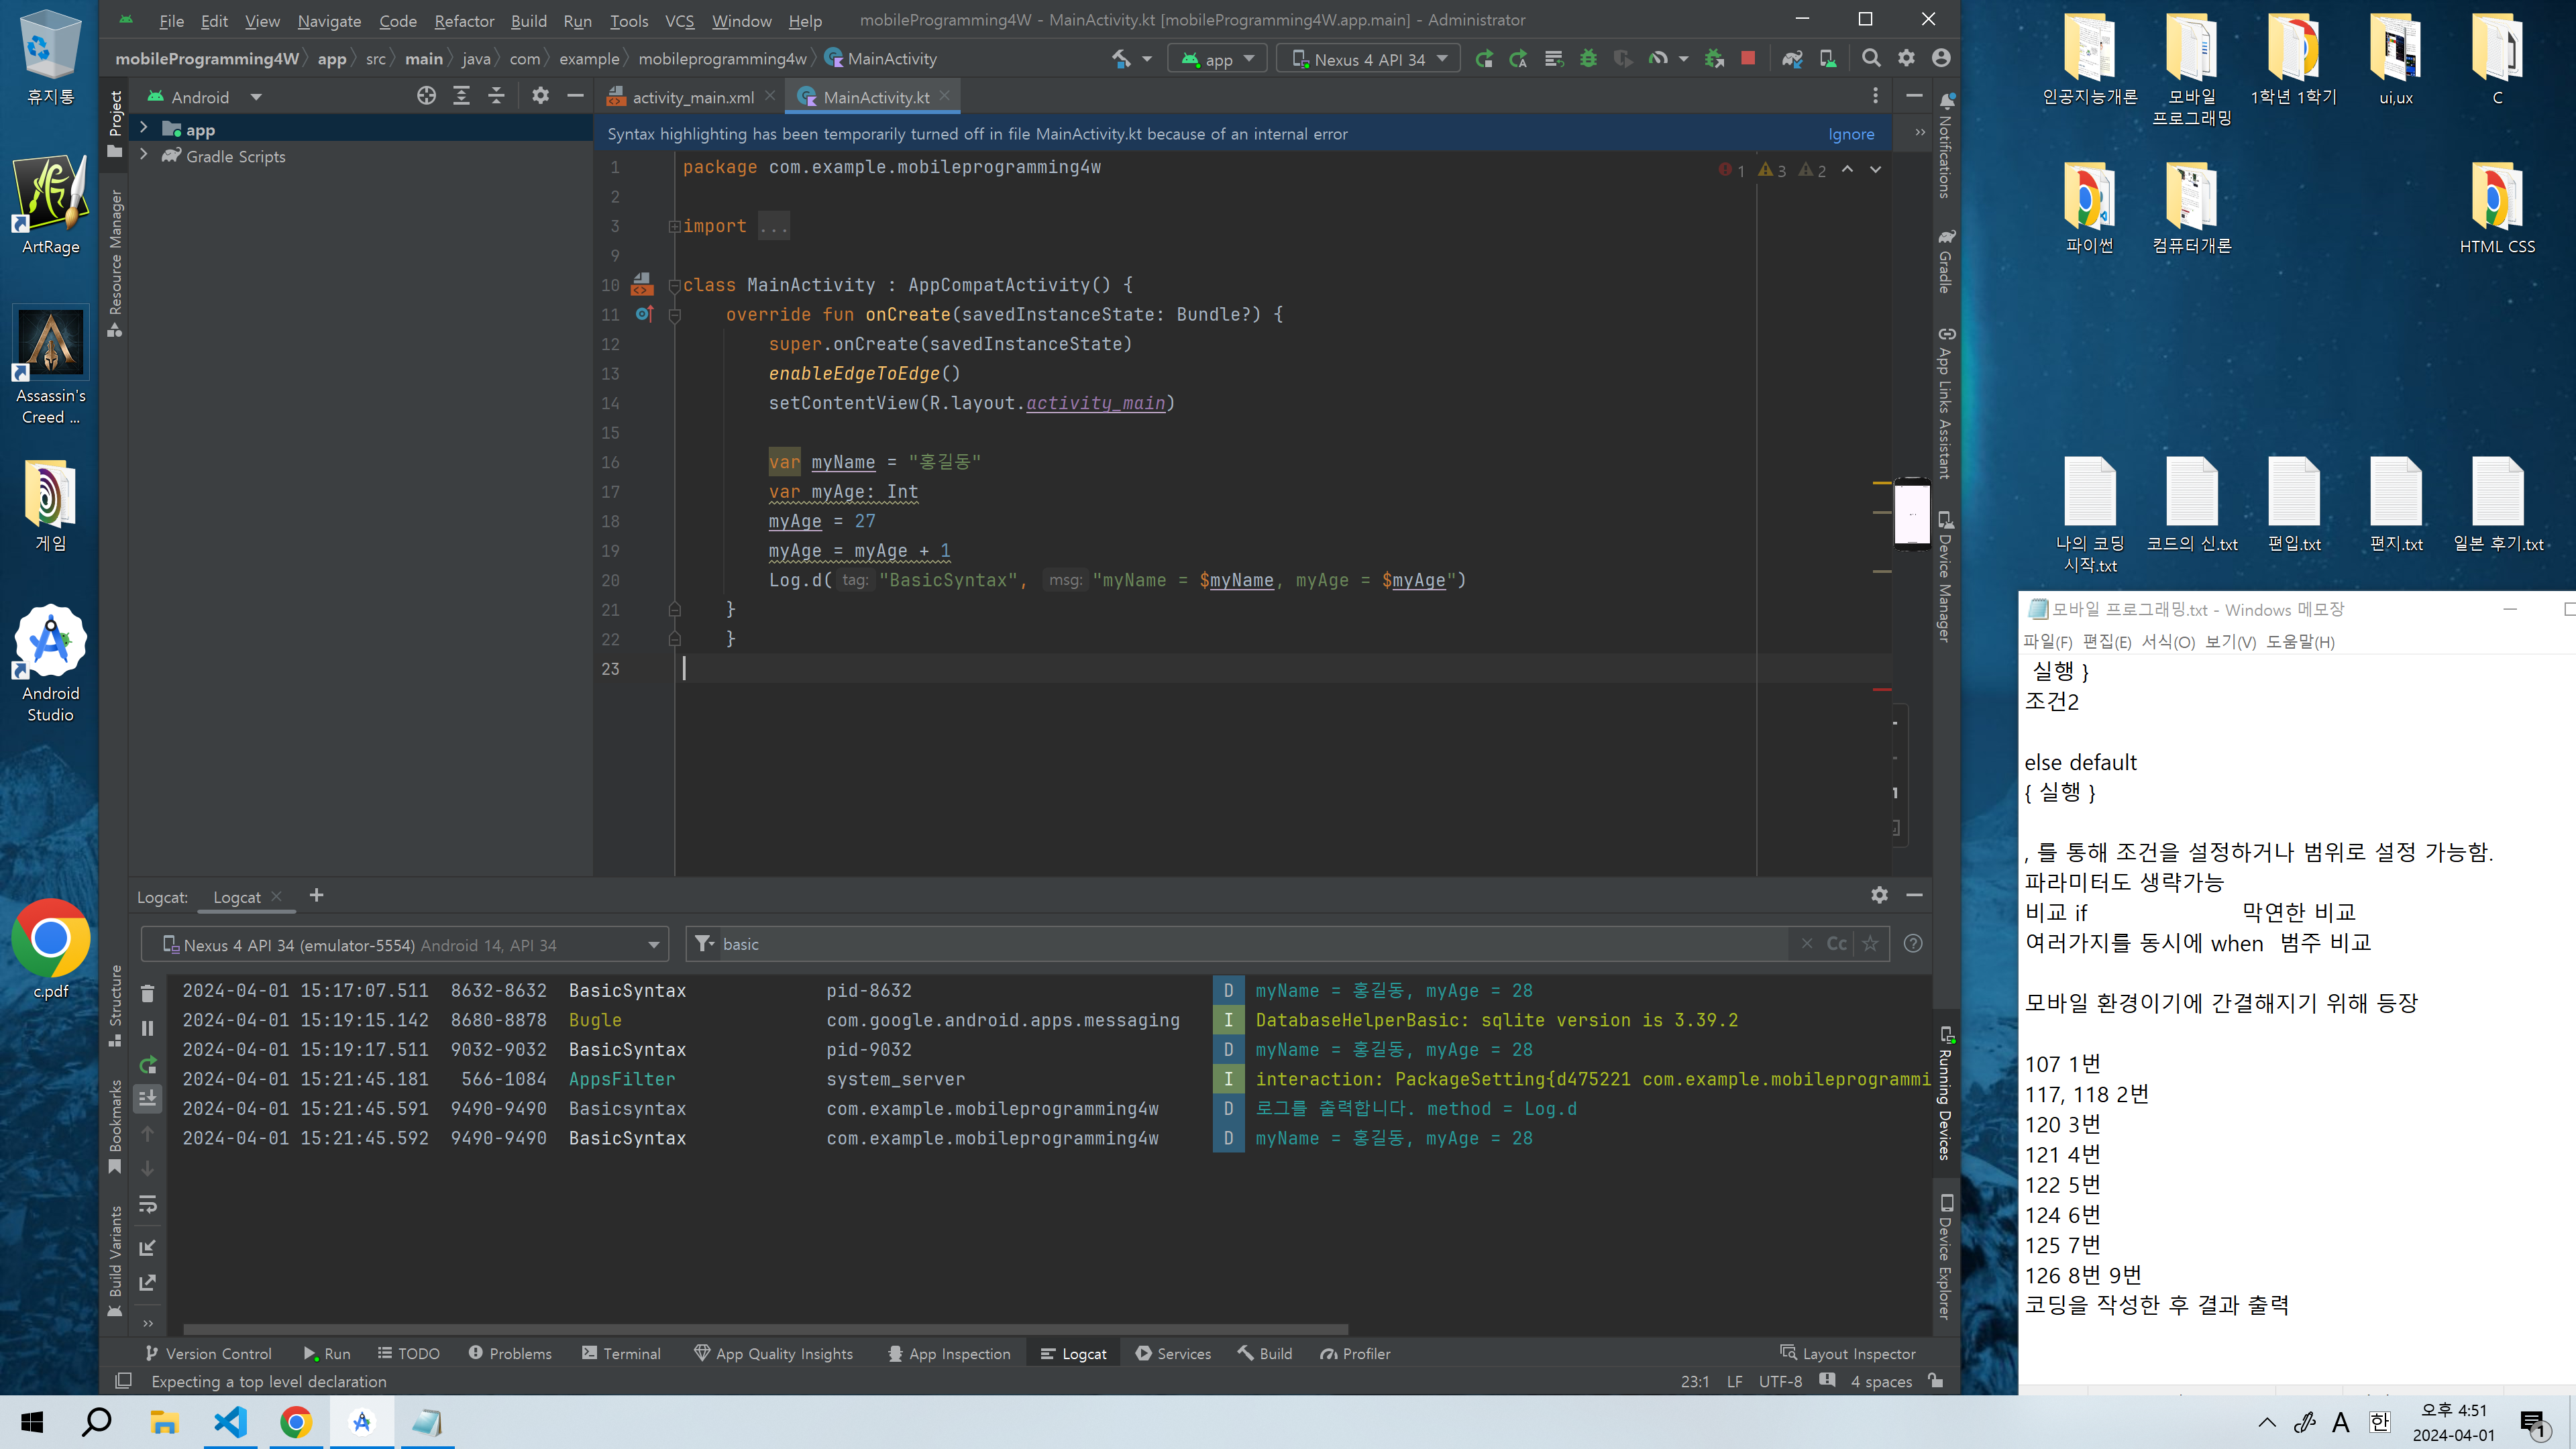 File Edit View Navigate Code Refactor Build Run Tools VCS Window Help mobileProgramming4W - MainActivity.kt [mobileProgramming4W.app.main] - Administrator
mobileProgramming4W app src main java com example mobileprogramming4w MainActivity
app Nexus 4 API 34
Android
activity_main.xml MainActivity.kt
app
Gradle Scripts
Syntax highlighting has been temporarily turned off in file MainActivity.kt because of an internal error Ignore
1 3 2
1 package com.example.mobileprogramming4w
2
3 import ...
9
10 class MainActivity : AppCompatActivity() {
11 override fun onCreate(savedInstanceState: Bundle?) {
12 super.onCreate(savedInstanceState)
13 enableEdgeToEdge()
14 setContentView(R.layout.activity_main)
15
16 var myName = "홍길동"
17 var myAge: Int
18 myAge = 27
19 myAge = myAge + 1
20 Log.d( tag: "BasicSyntax", msg: "myName = $myName, myAge = $myAge")
21 }
22 }
23
Project
Resource Manager
Structure
Bookmarks
Build Variants
Notifications
Gradle
App Links Assistant
Device Manager
Running Devices
Device Explorer
Logcat: Logcat
Nexus 4 API 34 (emulator-5554) Android 14, API 34
basic Cc
2024-04-01 15:17:07.511 8632-8632 BasicSyntax pid-8632 D myName = 홍길동, myAge = 28
2024-04-01 15:19:15.142 8680-8878 Bugle com.google.android.apps.messaging I DatabaseHelperBasic: sqlite version is 3.39.2
2024-04-01 15:19:17.511 9032-9032 BasicSyntax pid-9032 D myName = 홍길동, myAge = 28
2024-04-01 15:21:45.181 566-1084 AppsFilter system_server I interaction: PackageSetting{d475221 com.example.mobileprogrammi
2024-04-01 15:21:45.591 9490-9490 Basicsyntax com.example.mobileprogramming4w D 로그를 출력합니다. method = Log.d
2024-04-01 15:21:45.592 9490-9490 BasicSyntax com.example.mobileprogramming4w D myName = 홍길동, myAge = 28
Version Control Run TODO Problems Terminal App Quality Insights App Inspection Logcat Services Build Profiler Layout Inspector
Expecting a top level declaration 23:1 LF UTF-8 4 spaces
휴지통
ArtRage
Assassin's
Creed ...
게임
Android
Studio
c.pdf
인공지능개론
모바일
프로그래밍
1학년 1학기
ui,ux
C
파이썬
컴퓨터개론
HTML CSS
나의 코딩
시작.txt
코드의 신.txt
편입.txt
편지.txt
일본 후기.txt
모바일 프로그래밍.txt - Windows 메모장
파일(F) 편집(E) 서식(O) 보기(V) 도움말(H)
실행 }
조건2
else default
{ 실행 }
, 를 통해 조건을 설정하거나 범위로 설정 가능함.
파라미터도 생략가능
비교 if 막연한 비교
여러가지를 동시에 when 범주 비교
모바일 환경이기에 간결해지기 위해 등장
107 1번
117, 118 2번
120 3번
121 4번
122 5번
124 6번
125 7번
126 8번 9번
코딩을 작성한 후 결과 출력
A 한 오후 4:51
2024-04-01
1